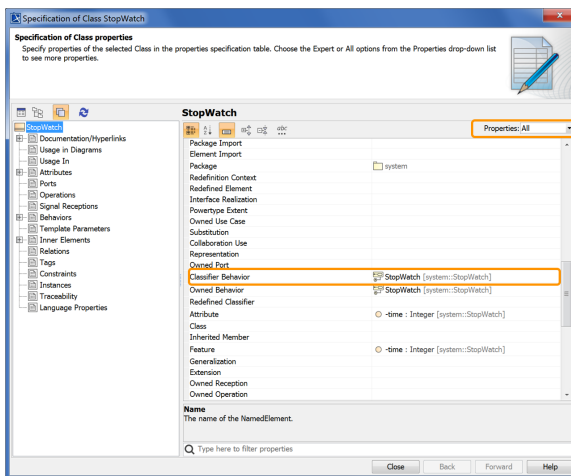 Specification of Class StopWatch
Specification of Class properties
Specify properties of the selected Class in the properties specification table. Choose the Expert or All options from the Properties drop-down list
to see more properties.
StopWatch
Properties: All
StopWatch
Documentation/Hyperlinks
Usage in Diagrams
Usage In
Attributes
Ports
Operations
Signal Receptions
Behaviors
Template Parameters
Inner Elements
Relations
Tags
Constraints
Instances
Traceability
Language Properties
Package Import
Element Import
Package system
Redefinition Context
Redefined Element
Interface Realization
Powertype Extent
Owned Use Case
Substitution
Collaboration Use
Representation
Owned Port
Classifier Behavior StopWatch [system::StopWatch]
Owned Behavior StopWatch [system::StopWatch]
Redefined Classifier
Attribute -time : Integer [system::StopWatch]
Class
Inherited Member
Feature -time : Integer [system::StopWatch]
Generalization
Extension
Owned Reception
Owned Operation
Name
The name of the NamedElement.
Type here to filter properties
Close Back Forward Help